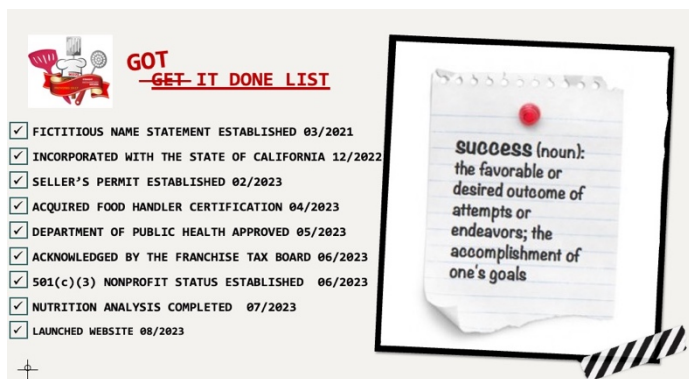 GOT
GET IT DONE LIST
FICTITIOUS NAME STATEMENT ESTABLISHED 03/2021
INCORPORATED WITH THE STATE OF CALIFORNIA 12/2022
SELLER'S PERMIT ESTABLISHED 02/2023
ACQUIRED FOOD HANDLER CERTIFICATION 04/2023
DEPARTMENT OF PUBLIC HEALTH APPROVED 05/2023
ACKNOWLEDGED BY THE FRANCHISE TAX BOARD 06/2023
501(c)(3) NONPROFIT STATUS ESTABLISHED 06/2023
NUTRITION ANALYSIS COMPLETED 07/2023
LAUNCHED WEBSITE 08/2023
success (noun):
the favorable or
desired outcome of
attempts or
endeavors; the
accomplishment of
one's goals